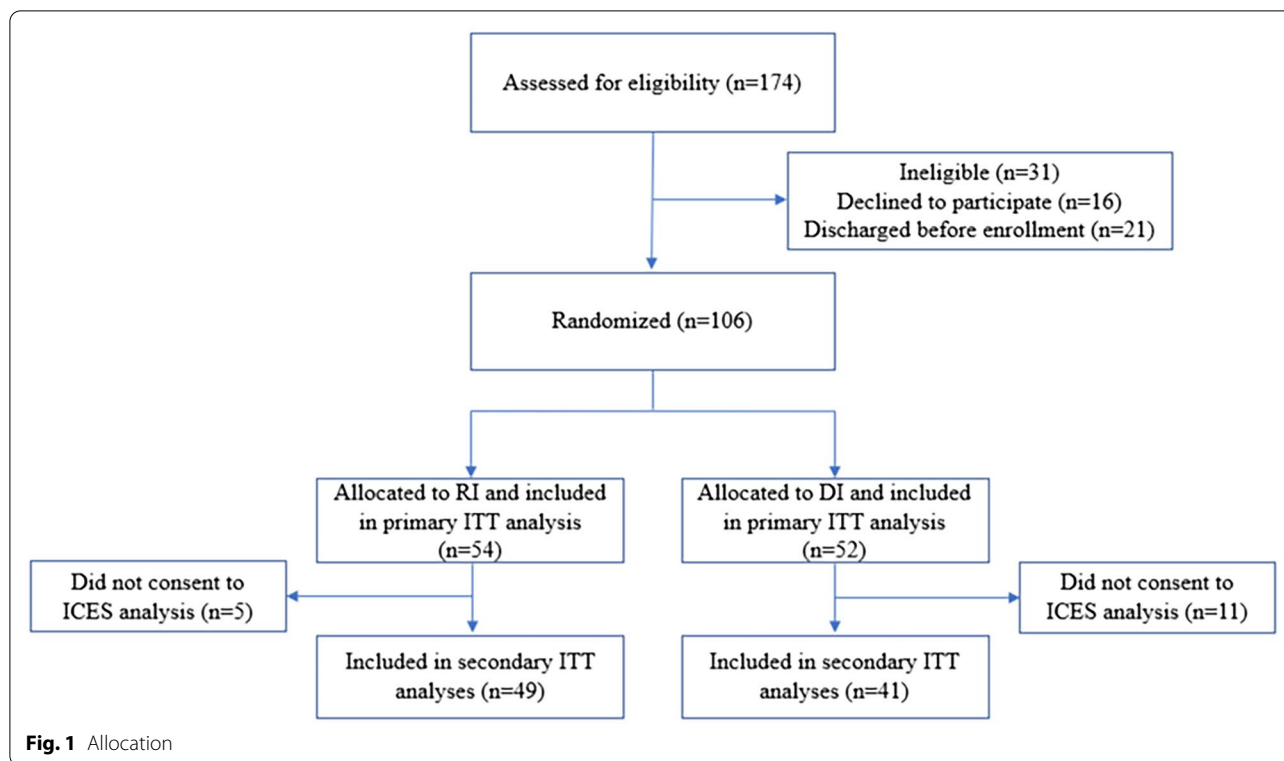 Assessed for eligibility (n=174)
Ineligible (n=31)
Declined to participate (n=16)
Discharged before enrollment (n=21)
Randomized (n=106)
Allocated to RI and included
in primary ITT analysis
(n=54)
Allocated to DI and included
in primary ITT analysis
(n=52)
Did not consent to
ICES analysis (n=5)
Did not consent to
ICES analysis (n=11)
Included in secondary ITT
analyses (n=49)
Included in secondary ITT
analyses (n=41)
Fig. 1 Allocation